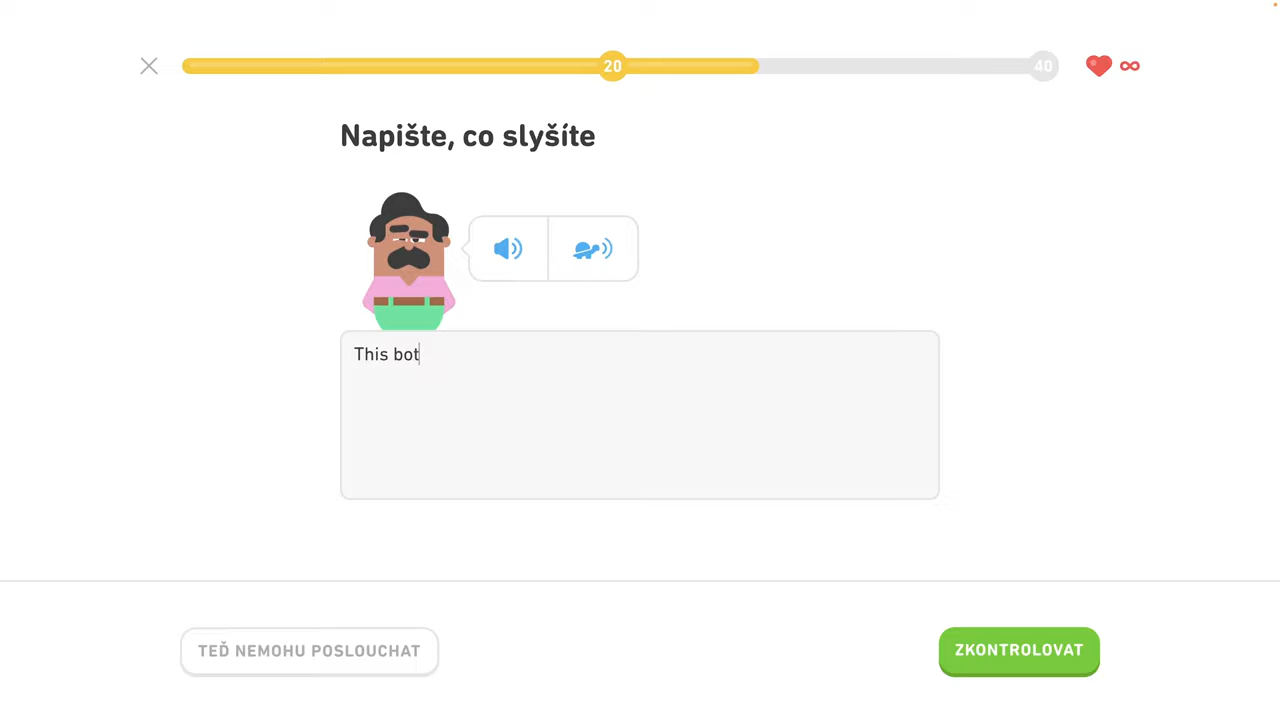 20
40
∞
Napište, co slyšíte
This bot
TEĎ NEMOHU POSLOUCHAT
ZKONTROLOVAT